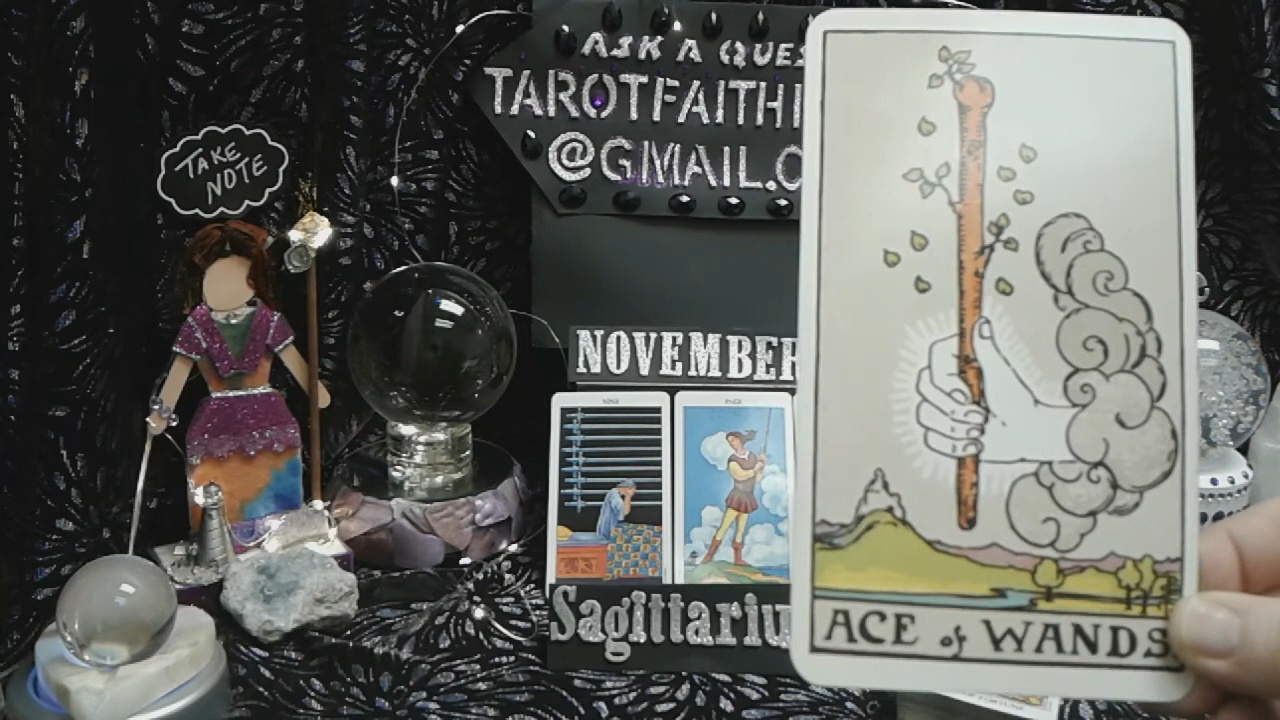 TAKE
NOTE
ASK A QUES
TAROTFAITHI
@GMAIL.C
NOVEMBER
Sagittariu
ACE of WANDS